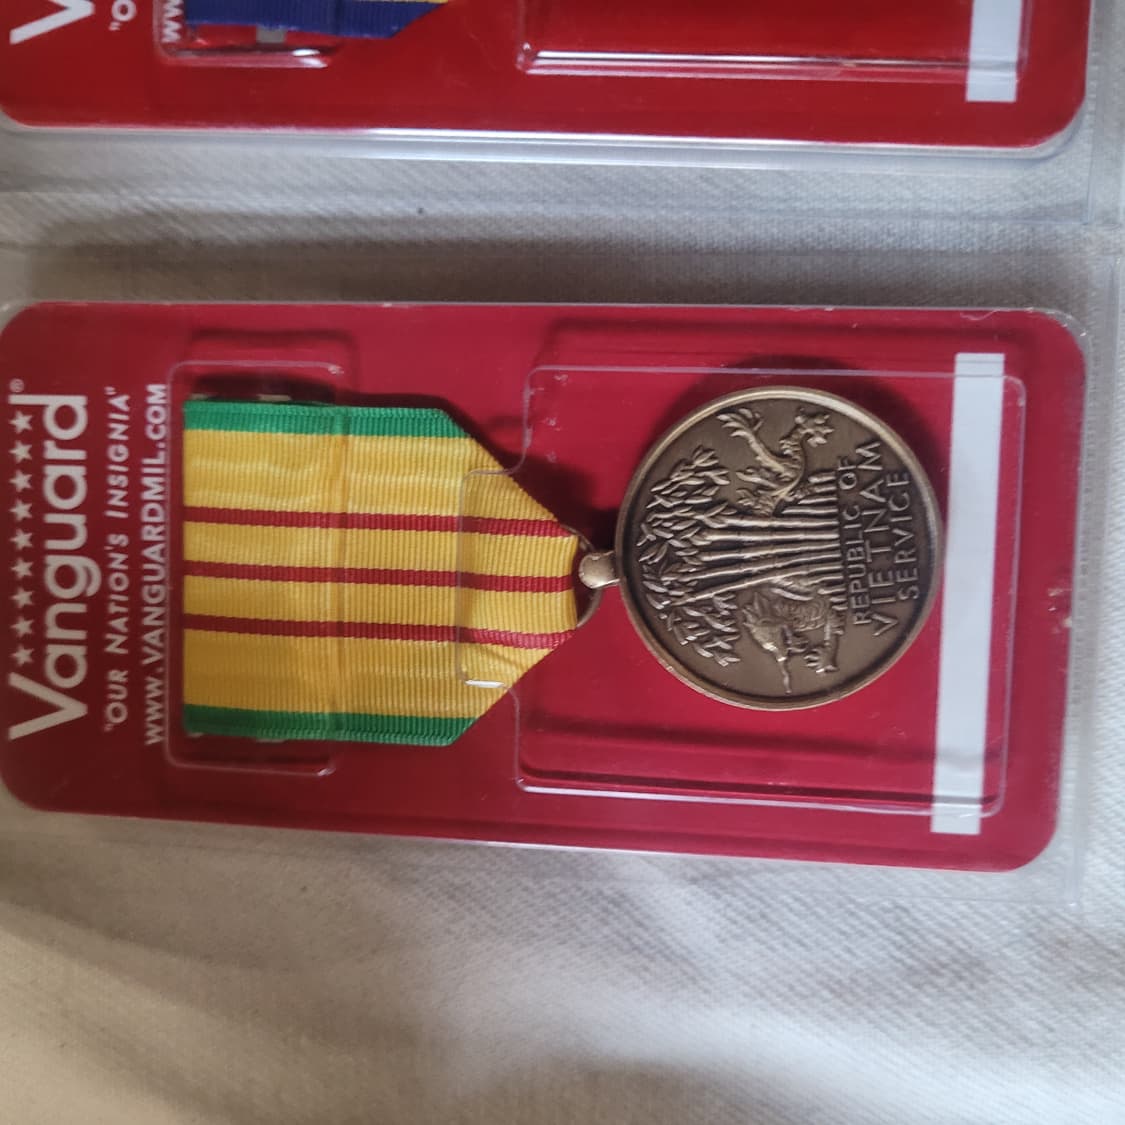 Vanguard®
"OUR NATION'S INSIGNIA"
WWW.VANGUARDMIL.COM
REPUBLIC OF
VIETNAM
SERVICE